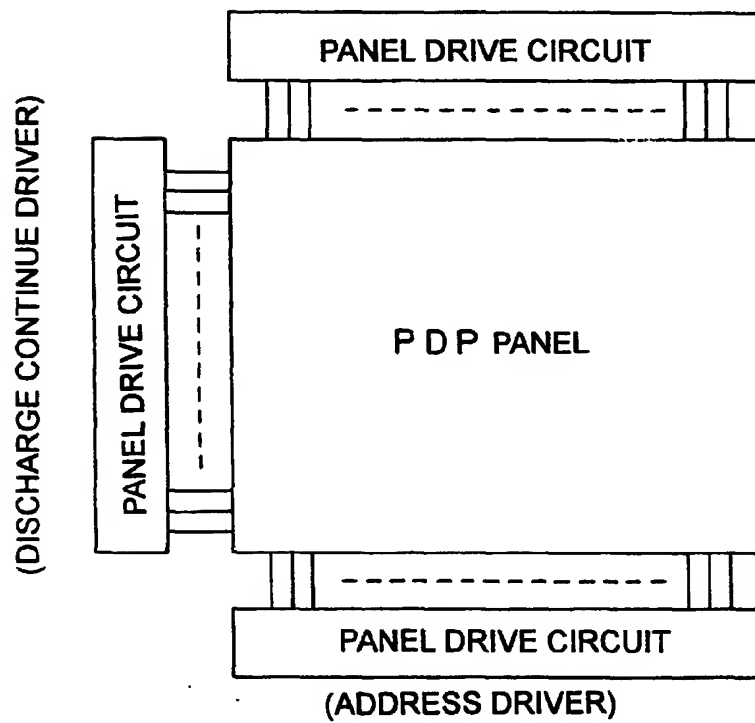 PANEL DRIVE CIRCUIT
(DISCHARGE CONTINUE DRIVER)
PANEL DRIVE CIRCUIT
P D P PANEL
PANEL DRIVE CIRCUIT
(ADDRESS DRIVER)